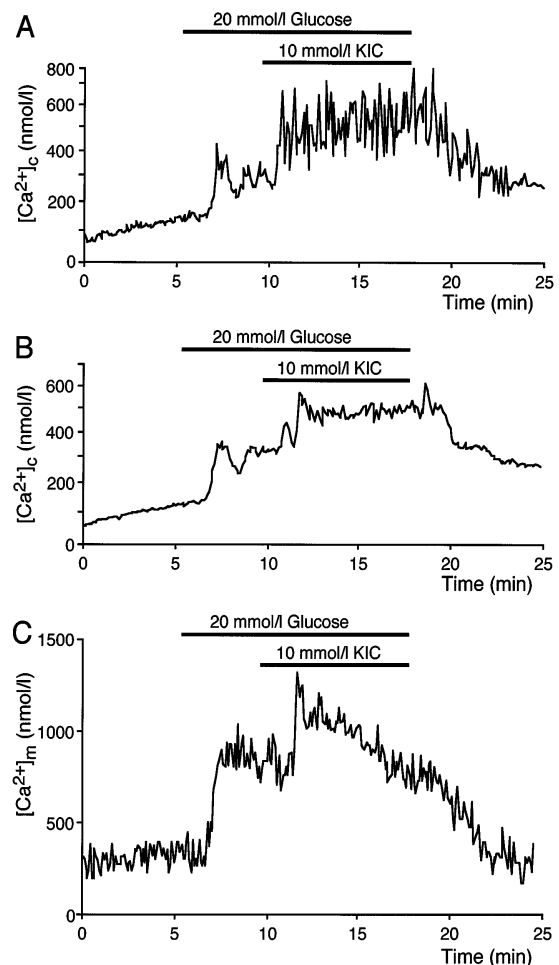 A
20 mmol/l Glucose
10 mmol/l KIC
[Ca2+]c (nmol/l)
800
600
400
200
0
0 5 10 15 20 25
Time (min)
B
20 mmol/l Glucose
10 mmol/l KIC
[Ca2+]c (nmol/l)
600
400
200
0
0 5 10 15 20 25
Time (min)
C
20 mmol/l Glucose
10 mmol/l KIC
[Ca2+]m (nmol/l)
1500
1000
500
0
0 5 10 15 20 25
Time (min)